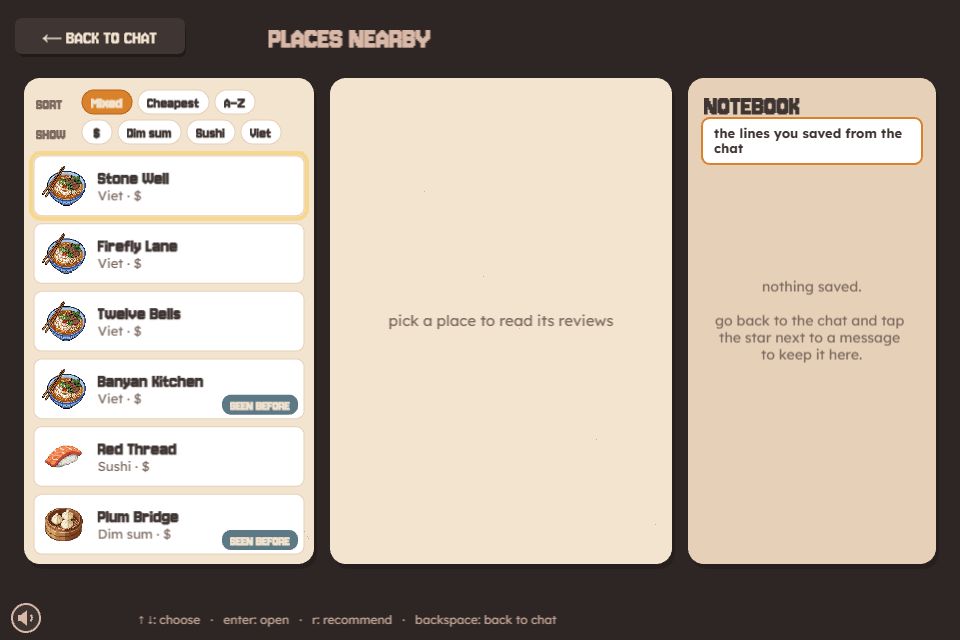 ← BACK TO CHAT
PLACES NEARBY
SORT Mixed Cheapest A-Z
SHOW $ Dim sum Sushi Viet
Stone Well
Viet · $
Firefly Lane
Viet · $
Twelve Bells
Viet · $
Banyan Kitchen
Viet · $
SEEN BEFORE
Red Thread
Sushi · $
Plum Bridge
Dim sum · $
SEEN BEFORE
pick a place to read its reviews
NOTEBOOK
the lines you saved from the
chat
nothing saved.
go back to the chat and tap
the star next to a message
to keep it here.
↑ ↓: choose · enter: open · r: recommend · backspace: back to chat